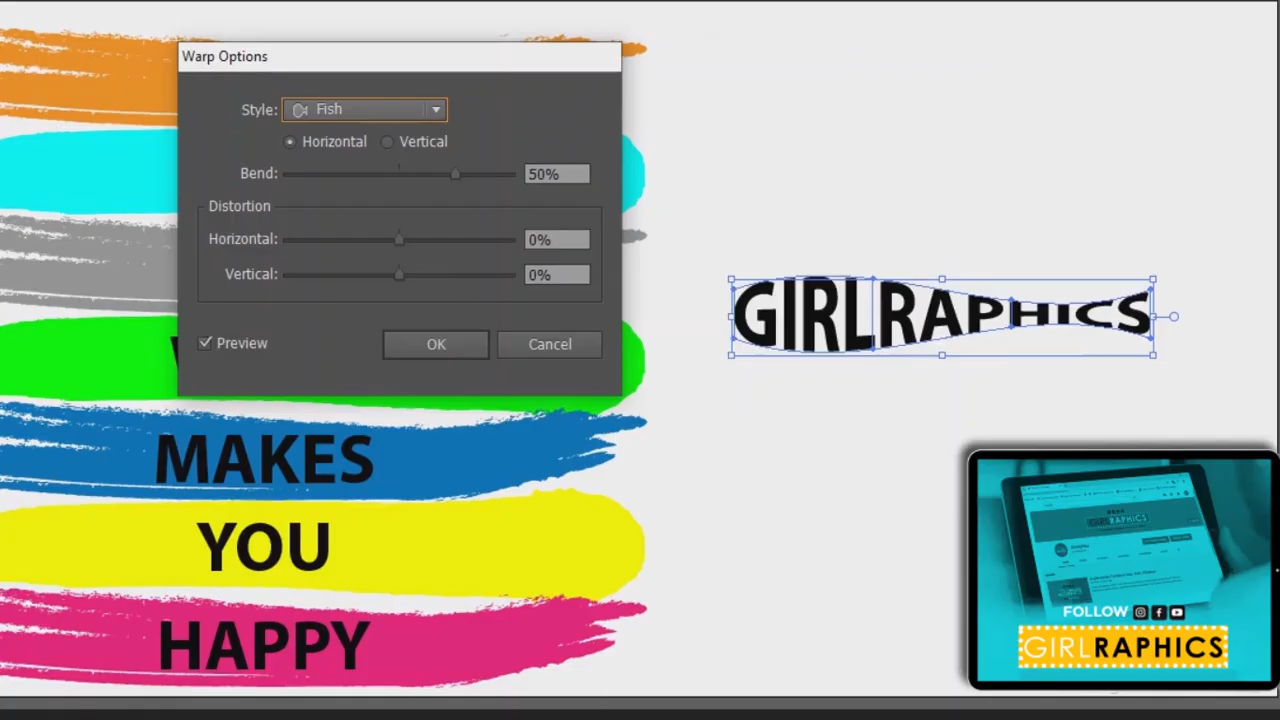 Warp Options
Style: Fish
Horizontal Vertical
Bend: 50%
Distortion
Horizontal: 0%
Vertical: 0%
Preview OK Cancel
GIRLRAPHICS
MAKES
YOU
HAPPY
GIRLRAPHICS
FOLLOW
GIRLRAPHICS